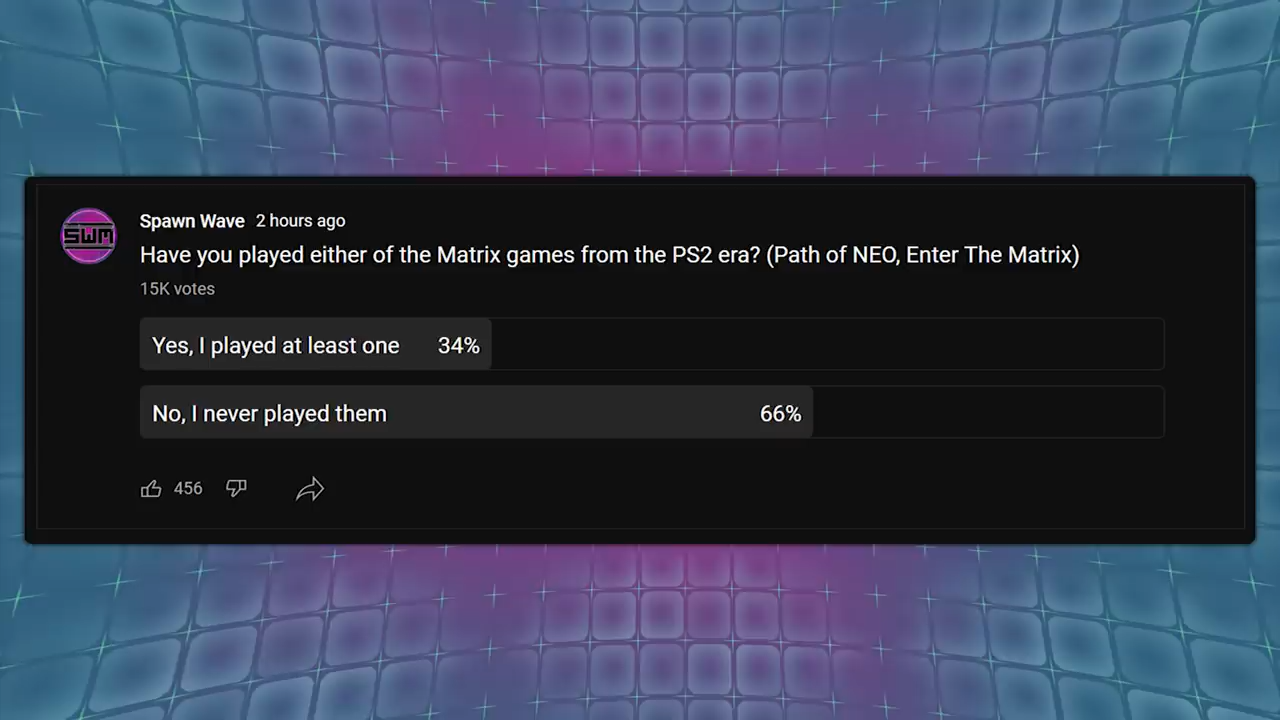 SWM
Spawn Wave 2 hours ago
Have you played either of the Matrix games from the PS2 era? (Path of NEO, Enter The Matrix)
15K votes
Yes, I played at least one 34%
No, I never played them 66%
456